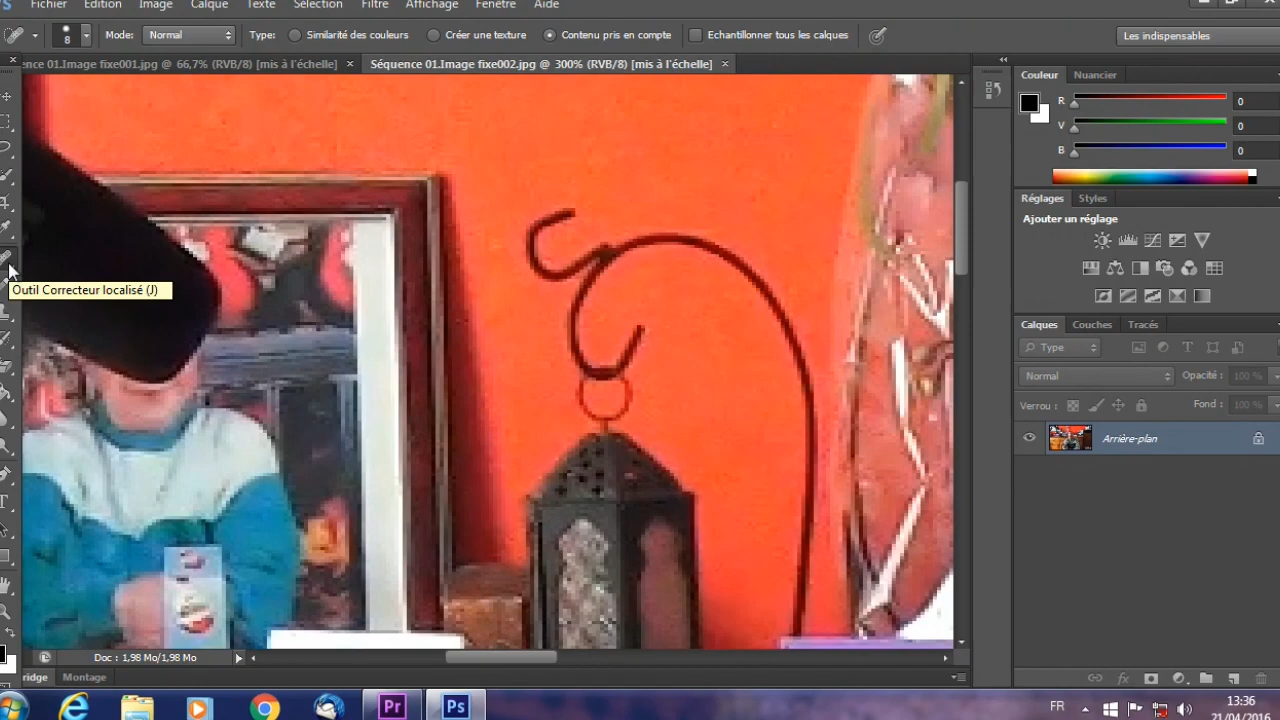 Fichier Edition Image Calque Texte Sélection Filtre Affichage Fenêtre Aide
8 Mode: Normal Type: Similarité des couleurs Créer une texture Contenu pris en compte Echantillonner tous les calques Les indispensables
ence 01.Image fixe001.jpg @ 66,7% (RVB/8) [mis à l'échelle] × Séquence 01.Image fixe002.jpg @ 300% (RVB/8) [mis à l'échelle] ×
Couleur Nuancier
R 0
V 0
B 0
Réglages Styles
Ajouter un réglage
Outil Correcteur localisé (J)
Calques Couches Tracés
Type
Normal Opacité : 100 %
Verrou : Fond : 100 %
Arrière-plan
Doc : 1,98 Mo/1,98 Mo
ridge Montage
Pr Ps FR 13:36
21/04/2016